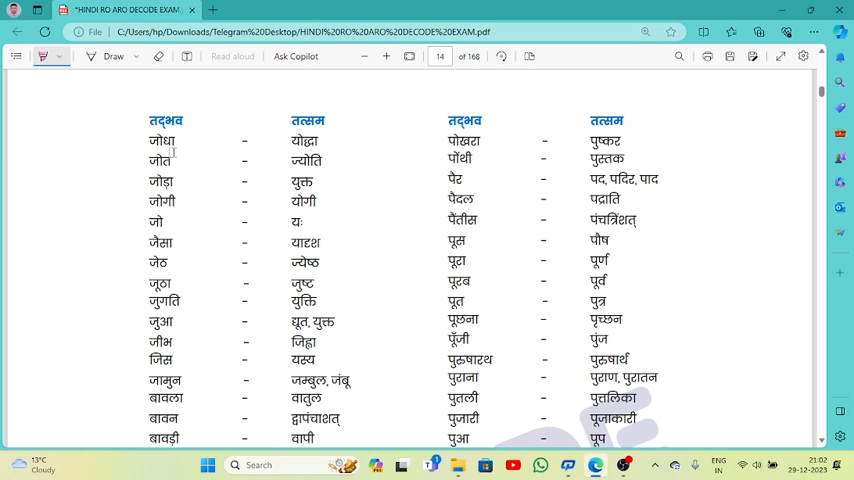 *HINDI RO ARO DECODE EXAM.
File
C:/Users/hp/Downloads/Telegram%20Desktop/HINDI%20RO%20ARO%20DECODE%20EXAM.pdf
Draw
Read aloud
Ask Copilot
14 of 168
तद्भव तत्सम तद्भव तत्सम
जोधा - योद्धा पोखरा - पुष्कर
जोत - ज्योति पोंथी - पुस्तक
जोड़ा - युक्त पैर - पद, पदिर, पाद
जोगी - योगी पैदल - पद्राति
जो - यः पैंतीस - पंचत्रिंशत्
जैसा - यादृश पूस - पौष
जेठ - ज्येष्ठ पूरा - पूर्ण
जूठा - जुष्ट पूरब - पूर्व
जुगति - युक्ति पूत - पुत्र
जुआ - द्यूत, युक्त पूछना - पृच्छन
जीभ - जिह्वा पूँजी - पुंज
जिस - यस्य पुरुषारथ - पुरुषार्थ
जामुन - जम्बुल, जंबू पुराना - पुराण, पुरातन
बावला - वातुल पुतली - पुत्तलिका
बावन - द्वापंचाशत् पुजारी - पूजाकारी
बावड़ी - वापी पुआ - पूप
13°C
Cloudy
Search
ENG
IN
21:02
29-12-2023